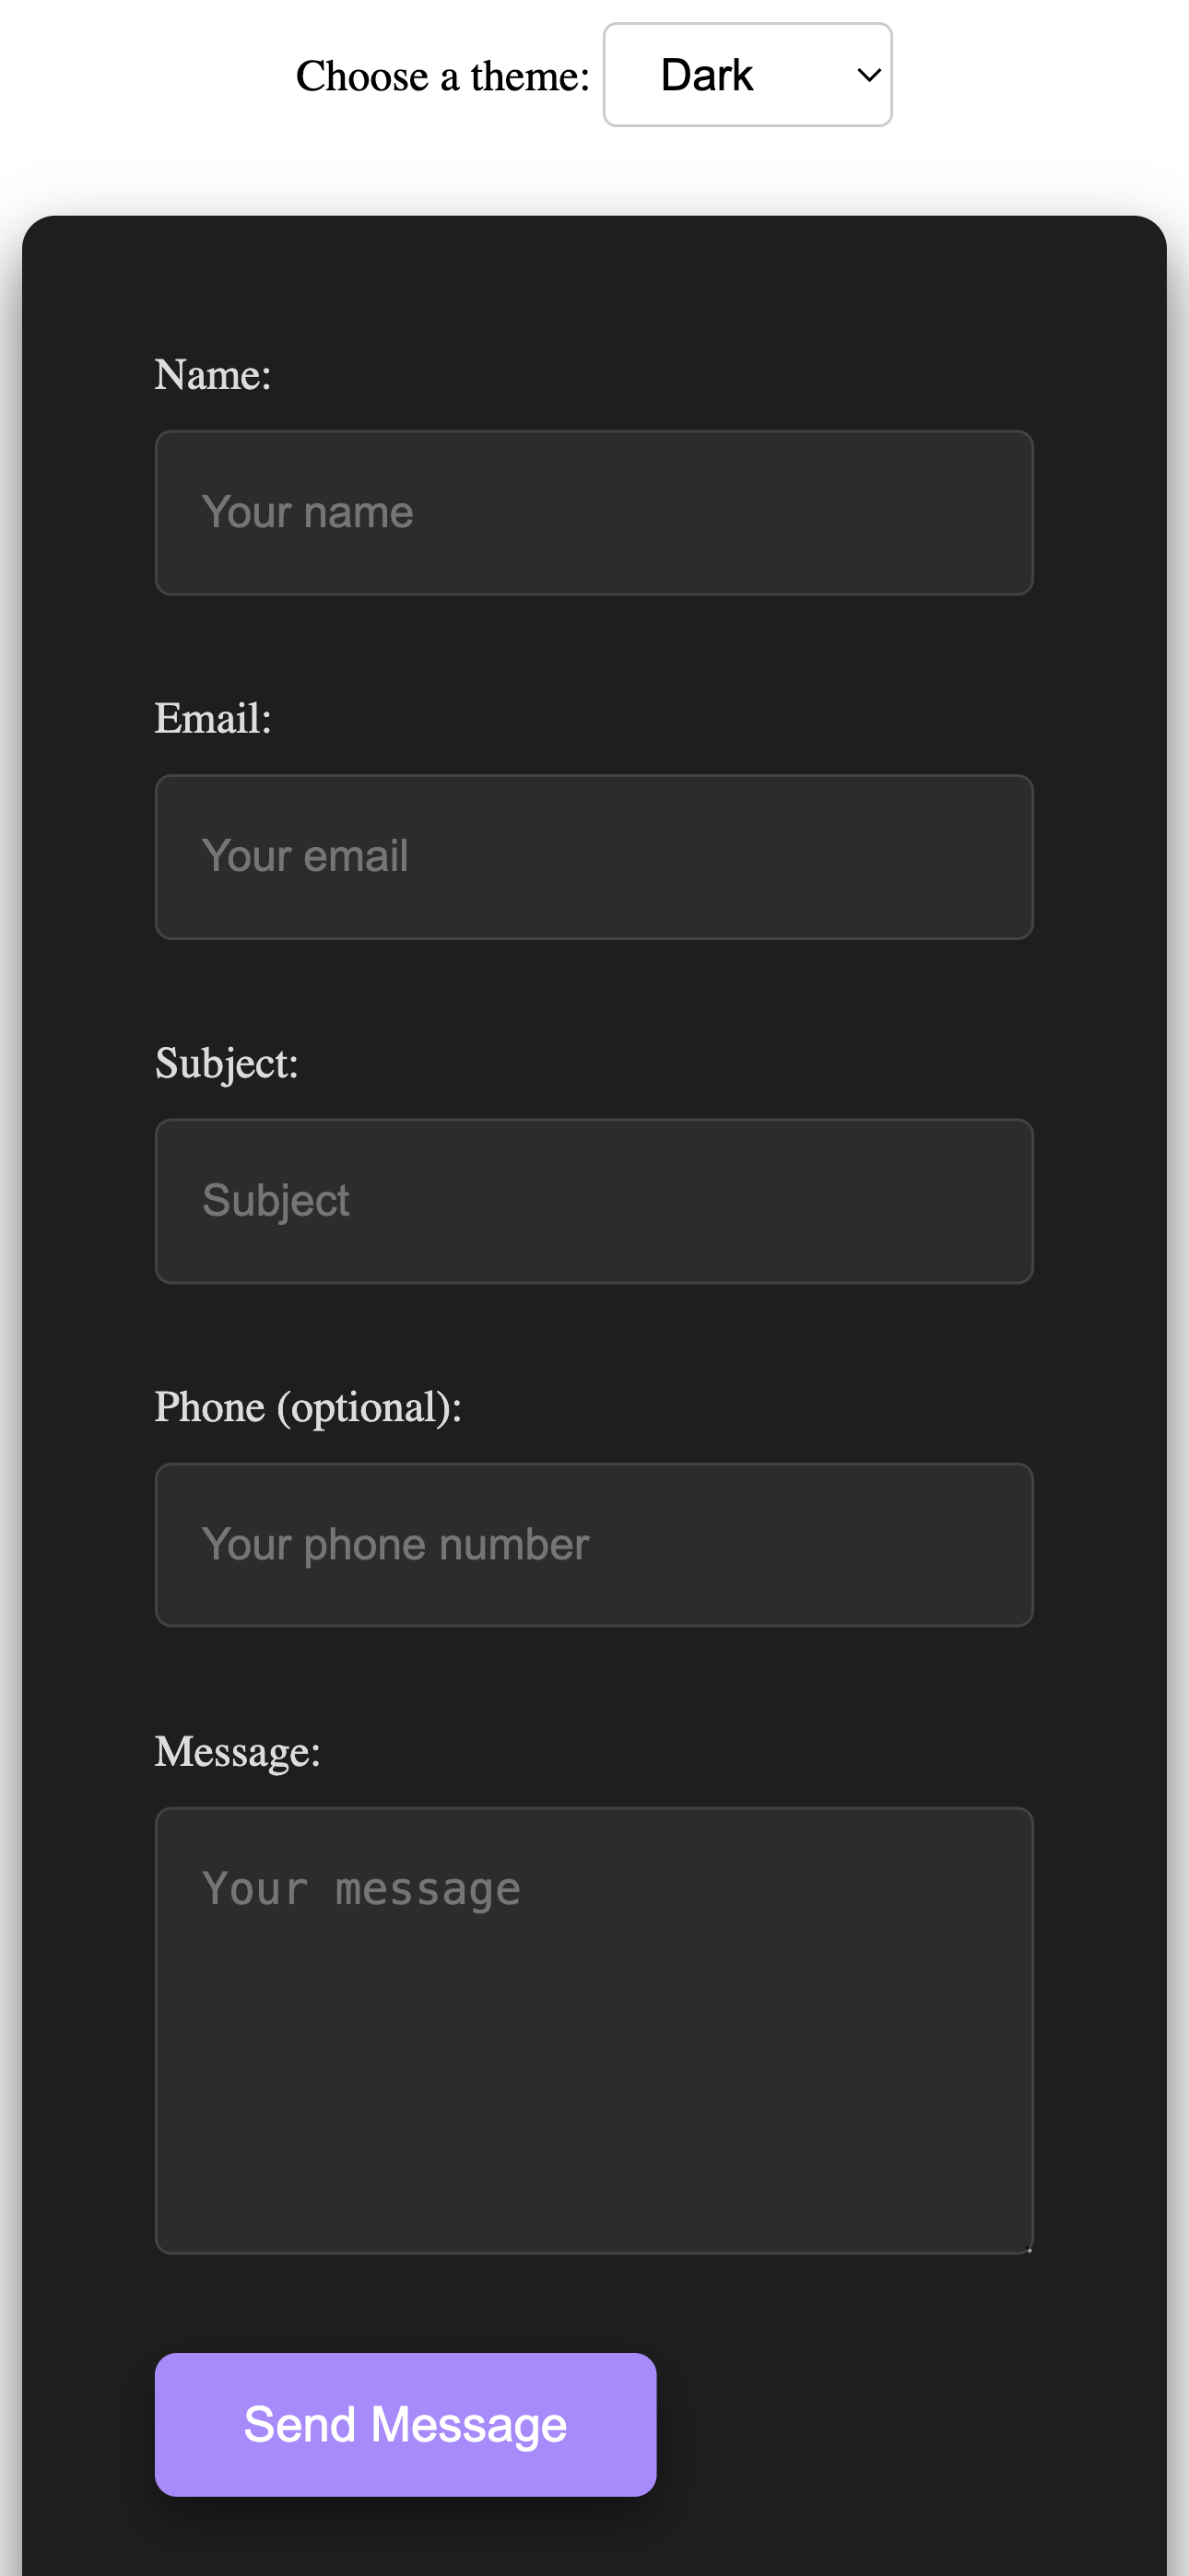 Choose a theme: Dark
Name:
Your name
Email:
Your email
Subject:
Subject
Phone (optional):
Your phone number
Message:
Your message
Send Message